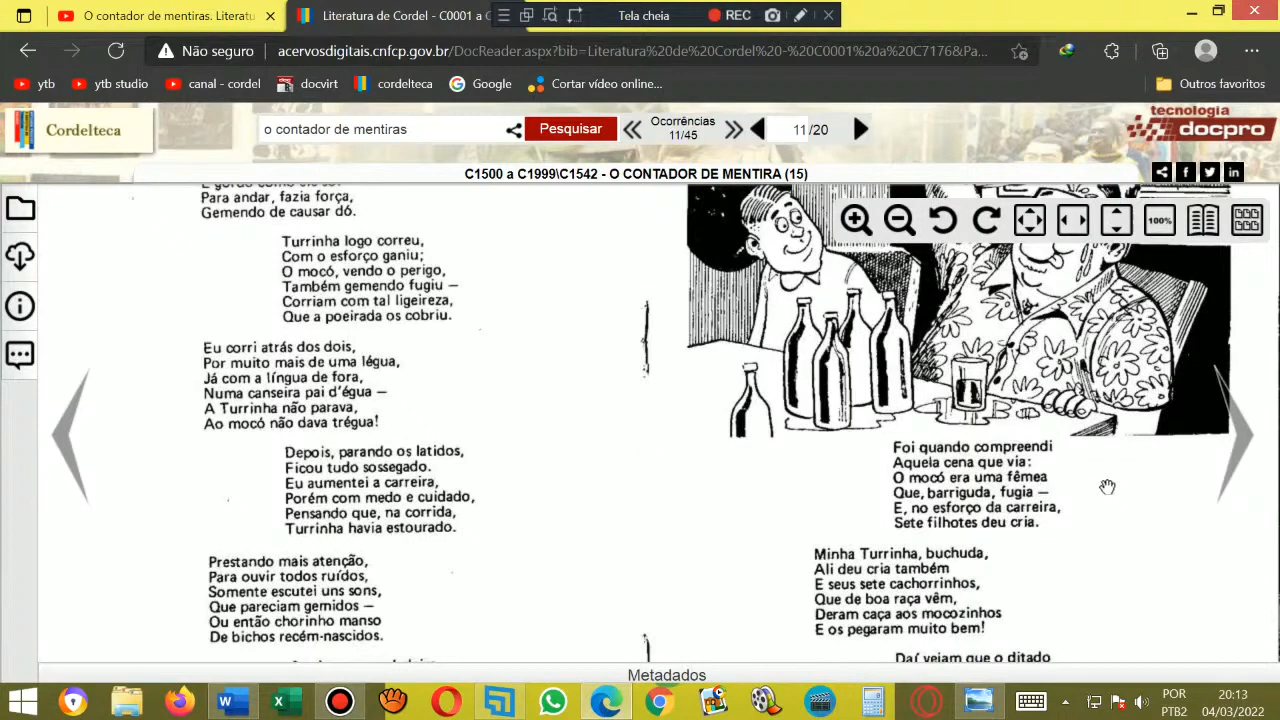 O contador de mentiras. Literatu
Literatura de Cordel - C0001 a C
Tela cheia
REC
Não seguro
acervosdigitais.cnfcp.gov.br/DocReader.aspx?bib=Literatura%20de%20Cordel%20-%20C0001%20a%20C7176&Pa...
ytb
ytb studio
canal - cordel
docvirt
cordelteca
Google
Cortar vídeo online...
Outros favoritos
Cordelteca
o contador de mentiras
Pesquisar
Ocorrências
11/45
11/20
tecnologia
docpro
C1500 a C1999\C1542 - O CONTADOR DE MENTIRA (15)
100%
Para andar, fazia força,
Gemendo de causar dó.
Turrinha logo correu,
Com o esforço ganiu;
O mocó, vendo o perigo,
Também gemendo fugiu —
Corriam com tal ligeireza,
Que a poeirada os cobriu.
Eu corri atrás dos dois,
Por muito mais de uma légua,
Já com a língua de fora,
Numa canseira pai d'égua —
A Turrinha não parava,
Ao mocó não dava trégua!
Depois, parando os latidos,
Ficou tudo sossegado.
Eu aumentei a carreira,
Porém com medo e cuidado,
Pensando que, na corrida,
Turrinha havia estourado.
Prestando mais atenção,
Para ouvir todos ruídos,
Somente escutei uns sons,
Que pareciam gemidos —
Ou então chorinho manso
De bichos recém-nascidos.
Foi quando compreendi
Aquela cena que via:
O mocó era uma fêmea
Que, barriguda, fugia —
E, no esforço da carreira,
Sete filhotes deu cria.
Minha Turrinha, buchuda,
Ali deu cria também
E seus sete cachorrinhos,
Que de boa raça vêm,
Deram caça aos mocozinhos
E os pegaram muito bem!
Daí vejam que o ditado
Metadados
POR
PTB2
20:13
04/03/2022